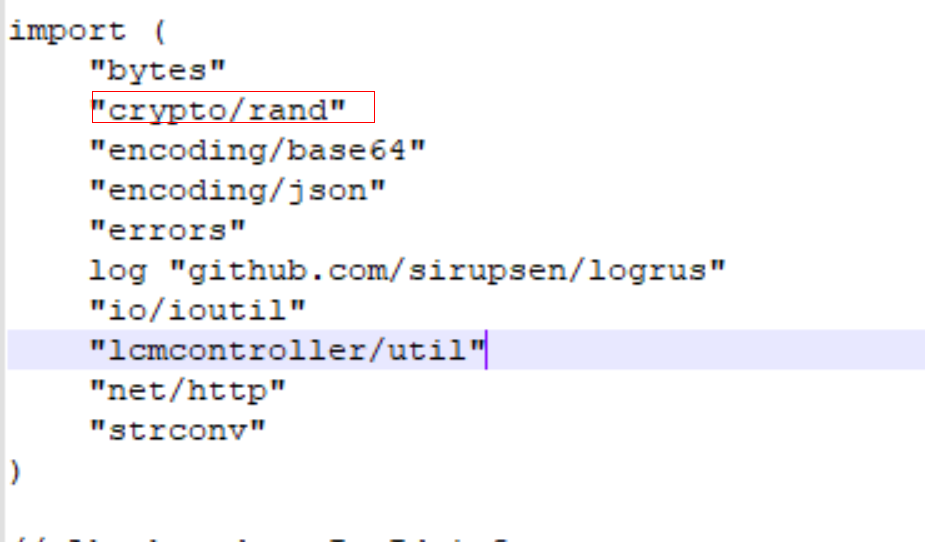 import (
"bytes"
"crypto/rand"
"encoding/base64"
"encoding/json"
"errors"
log "github.com/sirupsen/logrus"
"io/ioutil"
"lcmcontroller/util"
"net/http"
"strconv"
)
//